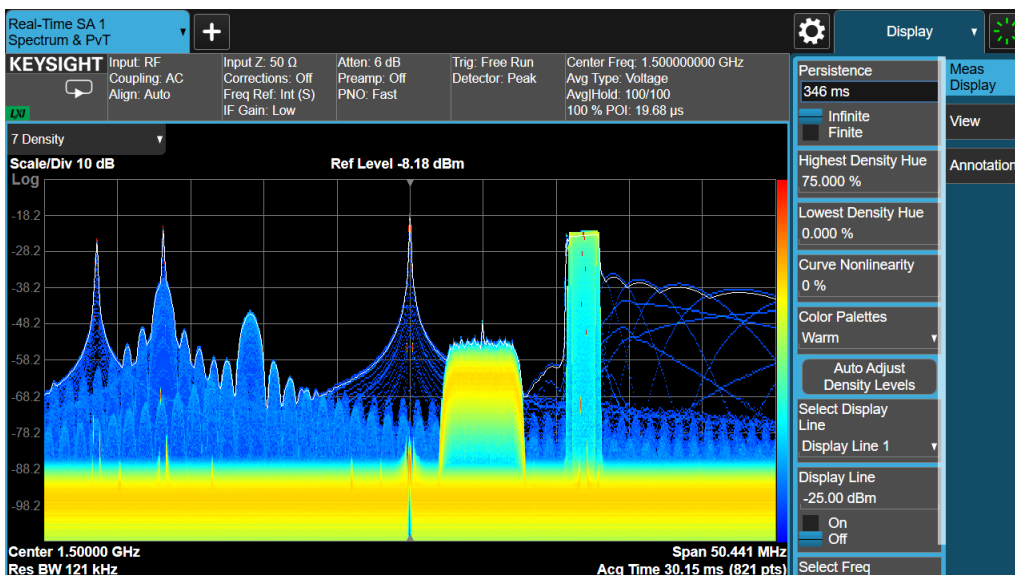 Real-Time SA 1
Spectrum & PvT
+
Display
KEYSIGHT
LXI
Input: RF
Coupling: AC
Align: Auto
Input Z: 50 Ω
Corrections: Off
Freq Ref: Int (S)
IF Gain: Low
Atten: 6 dB
Preamp: Off
PNO: Fast
Trig: Free Run
Detector: Peak
Center Freq: 1.500000000 GHz
Avg Type: Voltage
Avg|Hold: 100/100
100 % POI: 19.68 µs
7 Density
Scale/Div 10 dB
Ref Level -8.18 dBm
Log
-18.2
-28.2
-38.2
-48.2
-58.2
-68.2
-78.2
-88.2
-98.2
Center 1.50000 GHz
Span 50.441 MHz
Res BW 121 kHz
Acq Time 30.15 ms (821 pts)
Persistence
346 ms
Infinite
Finite
Highest Density Hue
75.000 %
Lowest Density Hue
0.000 %
Curve Nonlinearity
0 %
Color Palettes
Warm
Auto Adjust
Density Levels
Select Display
Line
Display Line 1
Display Line
-25.00 dBm
On
Off
Select Freq
Meas
Display
View
Annotation